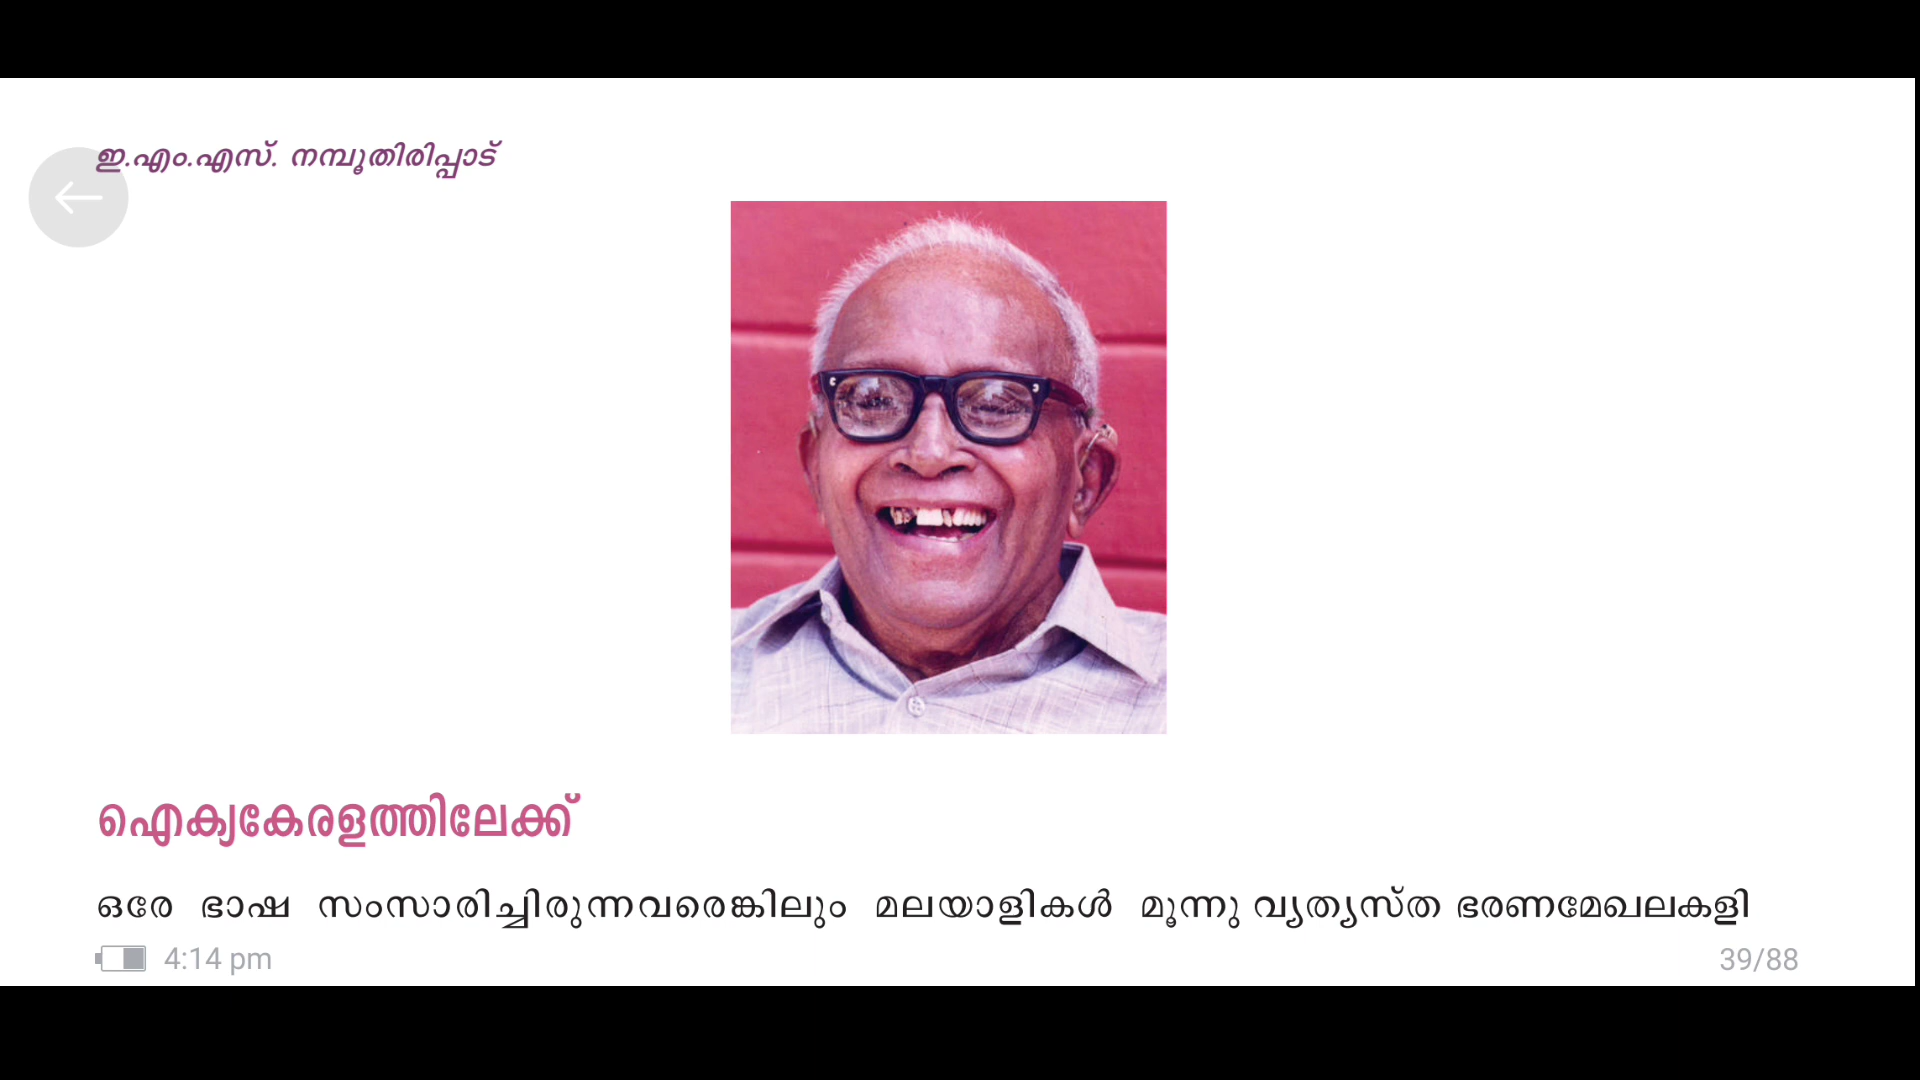 ഇ.എം.എസ്. നമ്പൂതിരിപ്പാട്
ഐക്യകേരളത്തിലേക്ക്
ഒരേ ഭാഷ സംസാരിച്ചിരുന്നവരെങ്കിലും മലയാളികൾ മൂന്നു വ്യത്യസ്ത ഭരണമേഖലകളി
4:14 pm
39/88